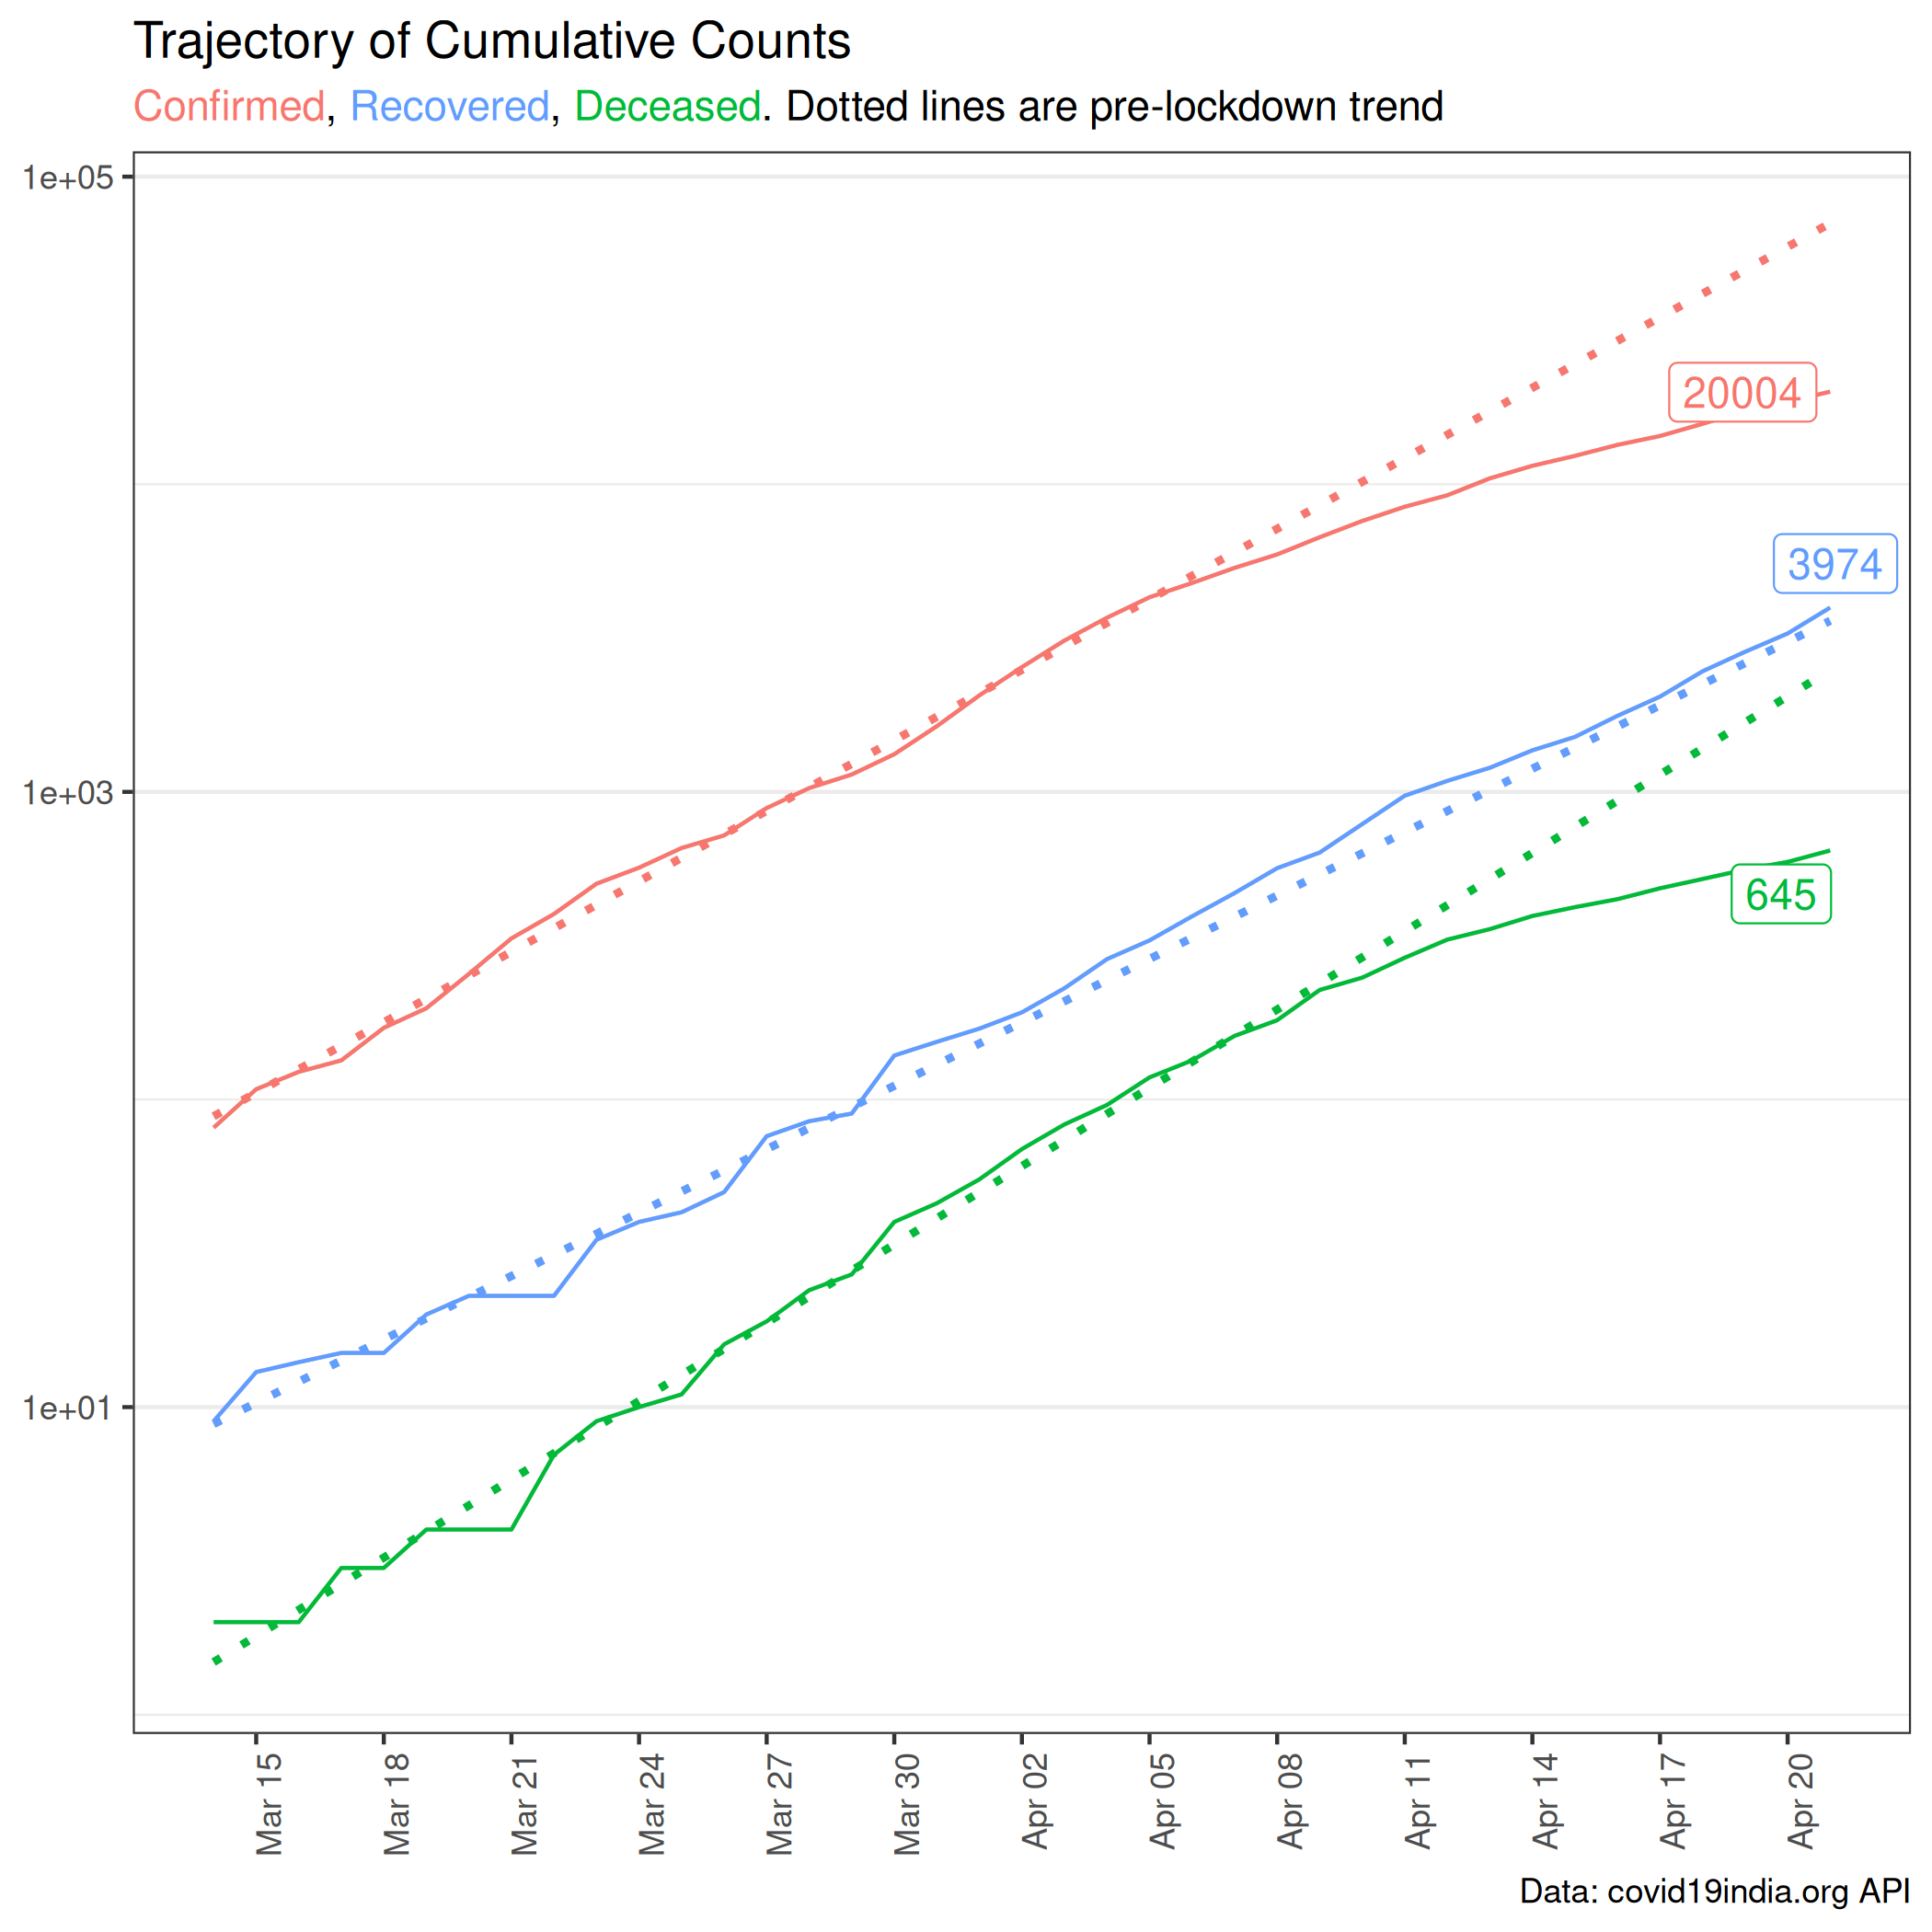 Trajectory of Cumulative Counts
Confirmed, Recovered, Deceased. Dotted lines are pre-lockdown trend
1e+05
20004
3974
1e+03
645
1e+01
Mar 15
Mar 18
Mar 21
Mar 24
Mar 27
Mar 30
Apr 02
Apr 05
Apr 08
Apr 11
Apr 14
Apr 17
Apr 20
Data: covid19india.org API